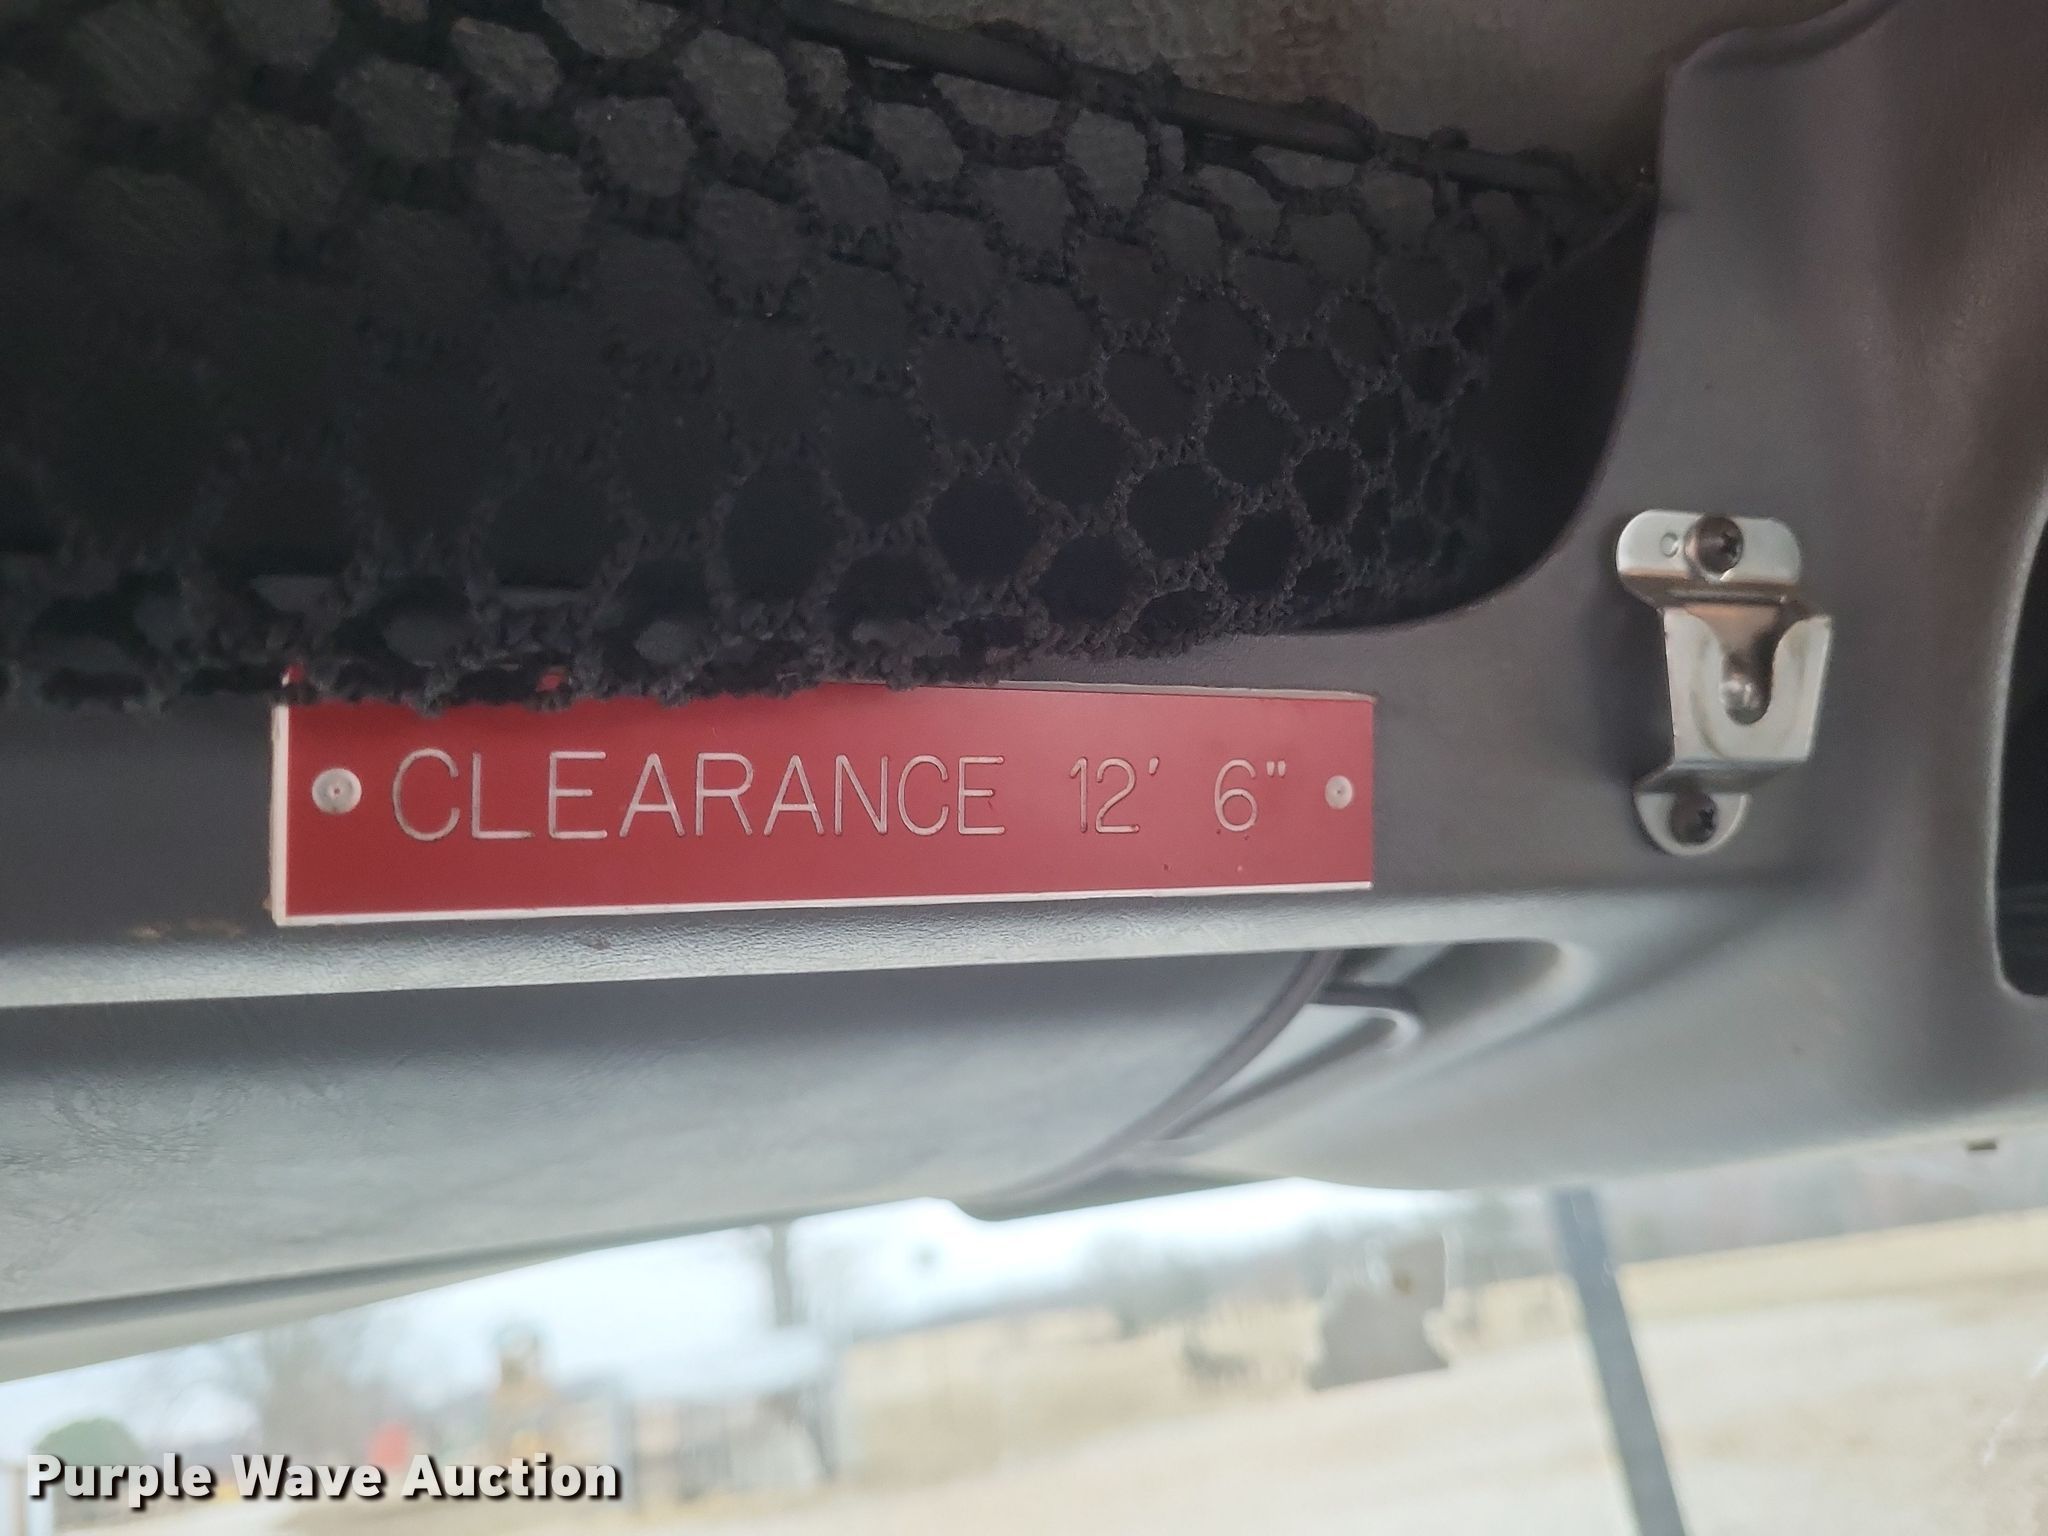 CLEARANCE 12' 6"
Purple Wave Auction